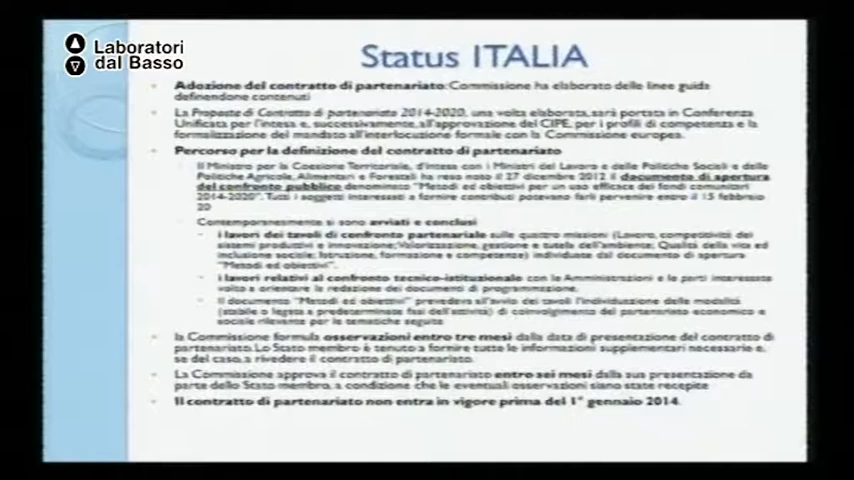 Laboratori
dal Basso
Status ITALIA
Adozione del contratto di partenariato: Commissione ha elaborato delle linee guida
definendone contenuti
La Proposta di Contratto di partenariato 2014-2020, una volta elaborata, sarà portata in Conferenza
Unificata per l'intesa e, successivamente, all'approvazione del CIPE, per i profili di competenza e la
formalizzazione del mandato all'interlocuzione formale con la Commissione europea.
Percorso per la definizione del contratto di partenariato
Il Ministro per la Coesione Territoriale, d'intesa con i Ministri del Lavoro e delle Politiche Sociali e delle
Politiche Agricole, Alimentari e Forestali ha reso noto il 27 dicembre 2012 il documento di apertura
del confronto pubblico denominato "Metodi ed obiettivi per un uso efficace dei fondi comunitari
2014-2020". Tutti i soggetti interessati a fornire contributi potevano farli pervenire entro il 15 febbraio
20
Contemporaneamente si sono avviati e conclusi
i lavori dei tavoli di confronto partenariale sulle quattro missioni (Lavoro, competitività dei
sistemi produttivi e innovazione; Valorizzazione, gestione e tutela dell'ambiente; Qualità della vita ed
inclusione sociale; Istruzione, formazione e competenze) individuate dal documento di apertura
"Metodi ed obiettivi".
i lavori relativi al confronto tecnico-istituzionale con le Amministrazioni e le parti interessate
volto a orientare la redazione dei documenti di programmazione.
Il documento "Metodi ed obiettivi" prevedeva all'avvio dei tavoli l'individuazione delle modalità
(stabile o legata a predeterminate fasi dell'attività) di coinvolgimento del partenariato economico e
sociale rilevante per le tematiche seguite
la Commissione formula osservazioni entro tre mesi dalla data di presentazione del contratto di
partenariato. Lo Stato membro è tenuto a fornire tutte le informazioni supplementari necessarie e,
se del caso, a rivedere il contratto di partenariato.
La Commissione approva il contratto di partenariato entro sei mesi dalla sua presentazione da
parte dello Stato membro, a condizione che le eventuali osservazioni siano state recepite
Il contratto di partenariato non entra in vigore prima del 1° gennaio 2014.